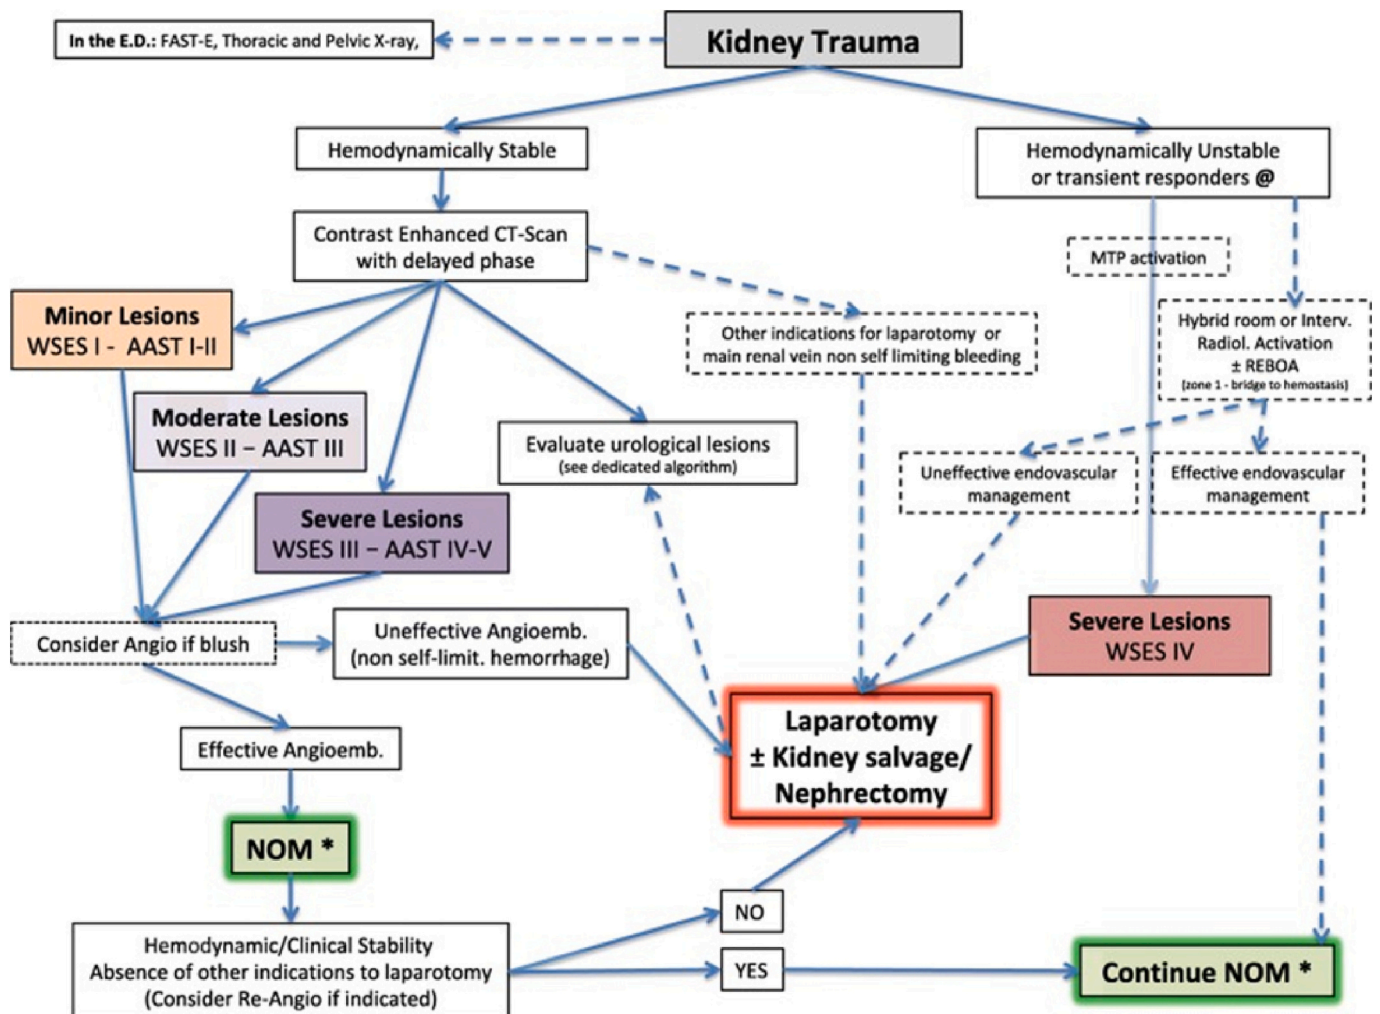 Kidney Trauma
In the E.D.: FAST-E, Thoracic and Pelvic X-ray,
Hemodynamically Stable
Hemodynamically Unstable
or transient responders @
Contrast Enhanced CT-Scan
with delayed phase
MTP activation
Minor Lesions
WSES I - AAST I-II
Other indications for laparotomy or
main renal vein non self limiting bleeding
Hybrid room or Interv.
Radiol. Activation
± REBOA
(zone 1 - bridge to hemostasis)
Moderate Lesions
WSES II – AAST III
Evaluate urological lesions
(see dedicated algorithm)
Uneffective endovascular
management
Effective endovascular
management
Severe Lesions
WSES III – AAST IV-V
Consider Angio if blush
Uneffective Angioemb.
(non self-limit. hemorrhage)
Severe Lesions
WSES IV
Laparotomy
± Kidney salvage/
Nephrectomy
Effective Angioemb.
NOM *
NO
Hemodynamic/Clinical Stability
Absence of other indications to laparotomy
(Consider Re-Angio if indicated)
YES
Continue NOM *